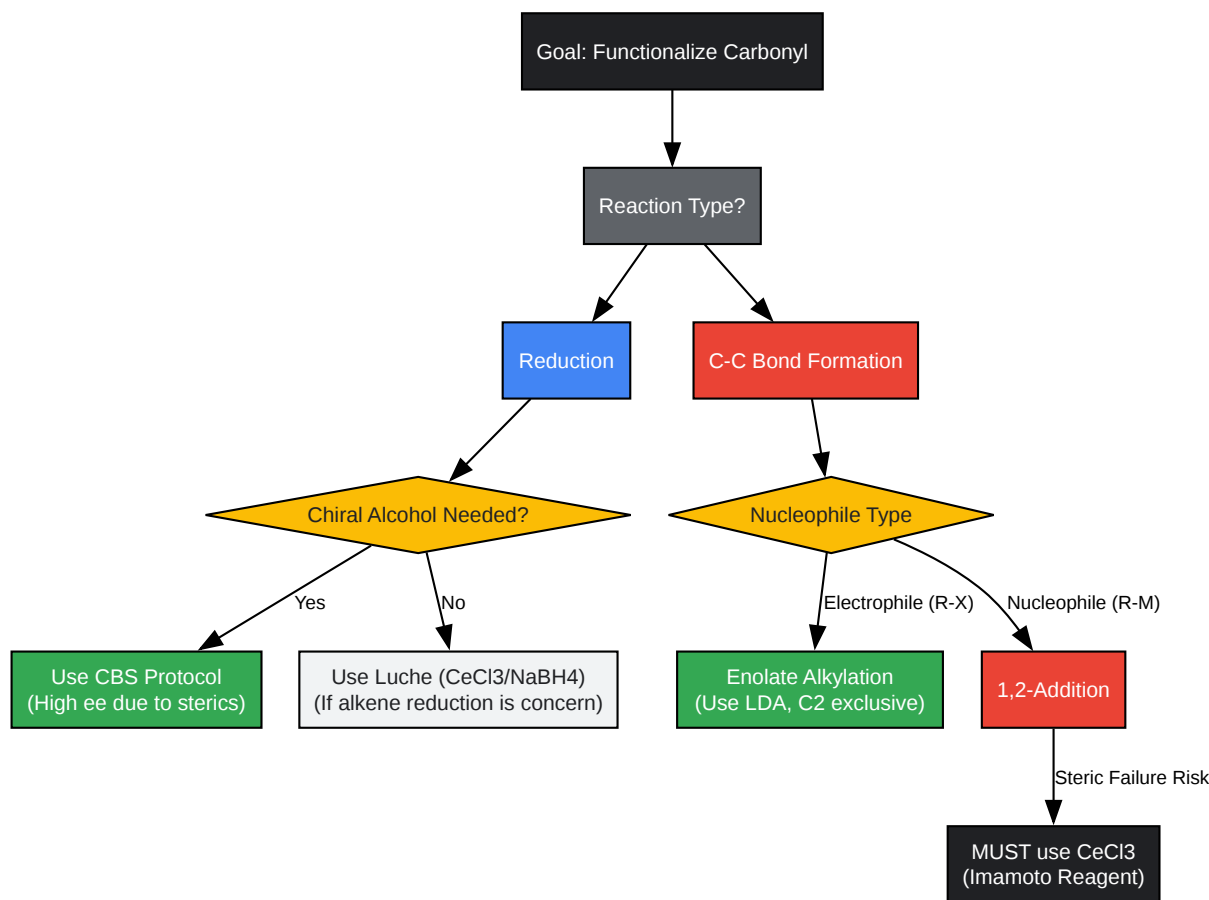 Goal: Functionalize Carbonyl
Reaction Type?
Reduction
C-C Bond Formation
Chiral Alcohol Needed?
Nucleophile Type
Yes
No
Electrophile (R-X)
Nucleophile (R-M)
Use CBS Protocol
(High ee due to sterics)
Use Luche (CeCl3/NaBH4)
(If alkene reduction is concern)
Enolate Alkylation
(Use LDA, C2 exclusive)
1,2-Addition
Steric Failure Risk
MUST use CeCl3
(Imamoto Reagent)